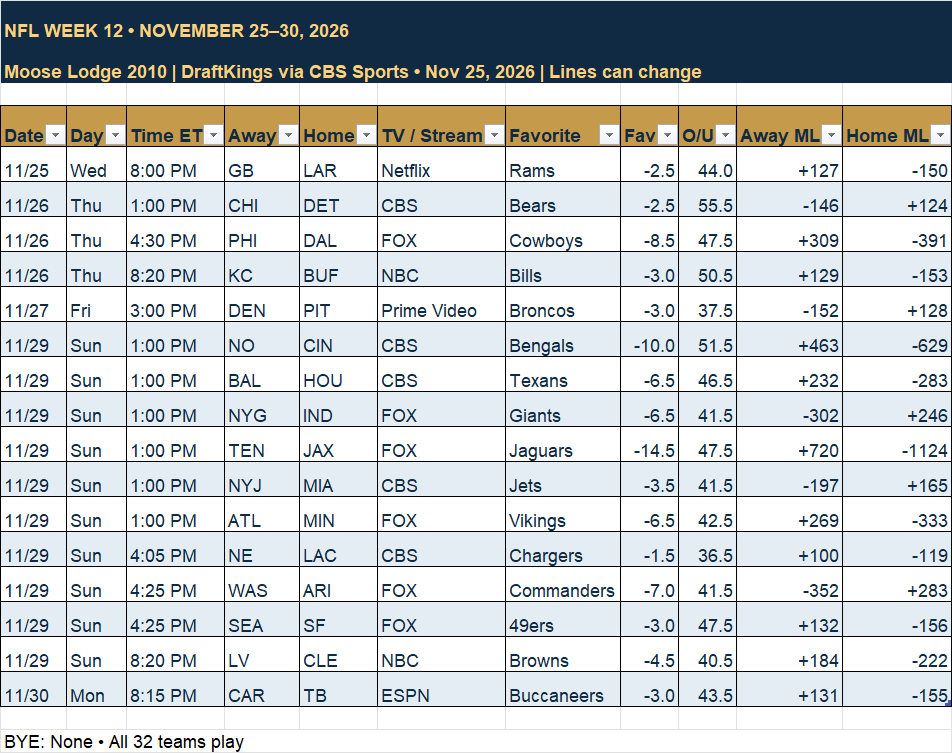 NFL WEEK 12 • NOVEMBER 25–30, 2026
Moose Lodge 2010 | DraftKings via CBS Sports • Nov 25, 2026 | Lines can change
Date Day Time ET Away Home TV / Stream Favorite Fav O/U Away ML Home ML
11/25 Wed 8:00 PM GB LAR Netflix Rams -2.5 44.0 +127 -150
11/26 Thu 1:00 PM CHI DET CBS Bears -2.5 55.5 -146 +124
11/26 Thu 4:30 PM PHI DAL FOX Cowboys -8.5 47.5 +309 -391
11/26 Thu 8:20 PM KC BUF NBC Bills -3.0 50.5 +129 -153
11/27 Fri 3:00 PM DEN PIT Prime Video Broncos -3.0 37.5 -152 +128
11/29 Sun 1:00 PM NO CIN CBS Bengals -10.0 51.5 +463 -629
11/29 Sun 1:00 PM BAL HOU CBS Texans -6.5 46.5 +232 -283
11/29 Sun 1:00 PM NYG IND FOX Giants -6.5 41.5 -302 +246
11/29 Sun 1:00 PM TEN JAX FOX Jaguars -14.5 47.5 +720 -1124
11/29 Sun 1:00 PM NYJ MIA CBS Jets -3.5 41.5 -197 +165
11/29 Sun 1:00 PM ATL MIN FOX Vikings -6.5 42.5 +269 -333
11/29 Sun 4:05 PM NE LAC CBS Chargers -1.5 36.5 +100 -119
11/29 Sun 4:25 PM WAS ARI FOX Commanders -7.0 41.5 -352 +283
11/29 Sun 4:25 PM SEA SF FOX 49ers -3.0 47.5 +132 -156
11/29 Sun 8:20 PM LV CLE NBC Browns -4.5 40.5 +184 -222
11/30 Mon 8:15 PM CAR TB ESPN Buccaneers -3.0 43.5 +131 -155
BYE: None • All 32 teams play